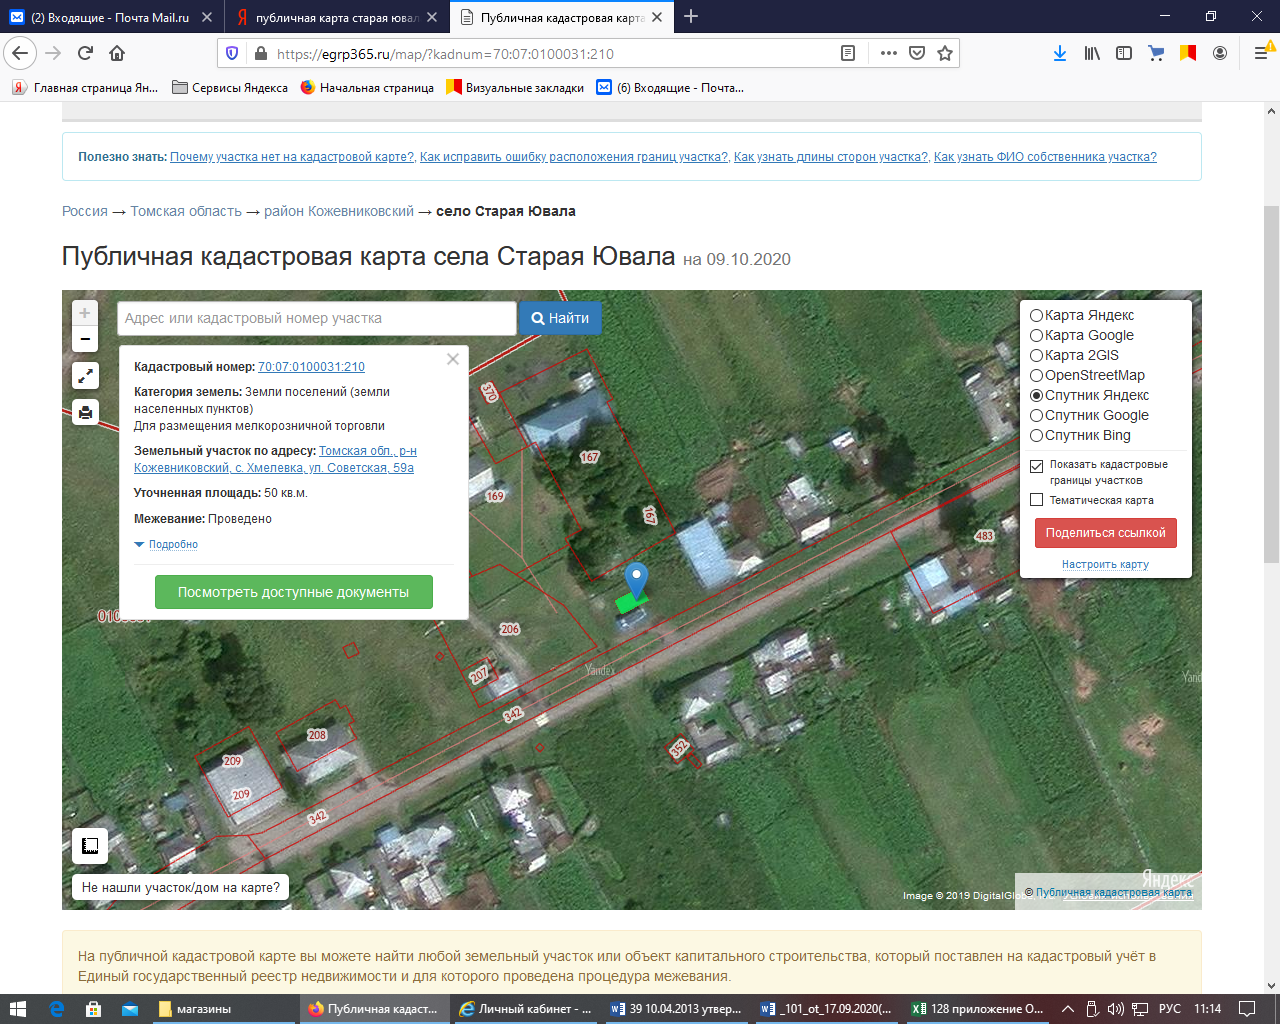 (2) Входящие - Почта Mail.ru
публичная карта старая ювал
Публичная кадастровая карта
https://egrp365.ru/map/?kadnum=70:07:0100031:210
Главная страница Ян...
Сервисы Яндекса
Начальная страница
Визуальные закладки
(6) Входящие - Почта...
Полезно знать: Почему участка нет на кадастровой карте?, Как исправить ошибку расположения границ участка?, Как узнать длины сторон участка?, Как узнать ФИО собственника участка?
Россия → Томская область → район Кожевниковский → село Старая Ювала
Публичная кадастровая карта села Старая Ювала на 09.10.2020
Адрес или кадастровый номер участка
Найти
Кадастровый номер: 70:07:0100031:210
Категория земель: Земли поселений (земли
населенных пунктов)
Для размещения мелкорозничной торговли
Земельный участок по адресу: Томская обл., р-н
Кожевниковский, с. Хмелевка, ул. Советская, 59а
Уточненная площадь: 50 кв.м.
Межевание: Проведено
Подробно
Посмотреть доступные документы
Карта Яндекс
Карта Google
Карта 2GIS
OpenStreetMap
Спутник Яндекс
Спутник Google
Спутник Bing
Показать кадастровые
границы участков
Тематическая карта
Поделиться ссылкой
Настроить карту
370
167
169
167
483
206
207
342
208
209
209
342
352
Yandex
Yand
Не нашли участок/дом на карте?
Яндекс
Image © 2019 DigitalGlobe
© Публичная кадастровая карта
На публичной кадастровой карте вы можете найти любой земельный участок или объект капитального строительства, который поставлен на кадастровый учёт в
Единый государственный реестр недвижимости и для которого проведена процедура межевания.
магазины
Публичная кадаст...
Личный кабинет - ...
39 10.04.2013 утвер...
_101_ot_17.09.2020(...
128 приложение О...
РУС
11:14